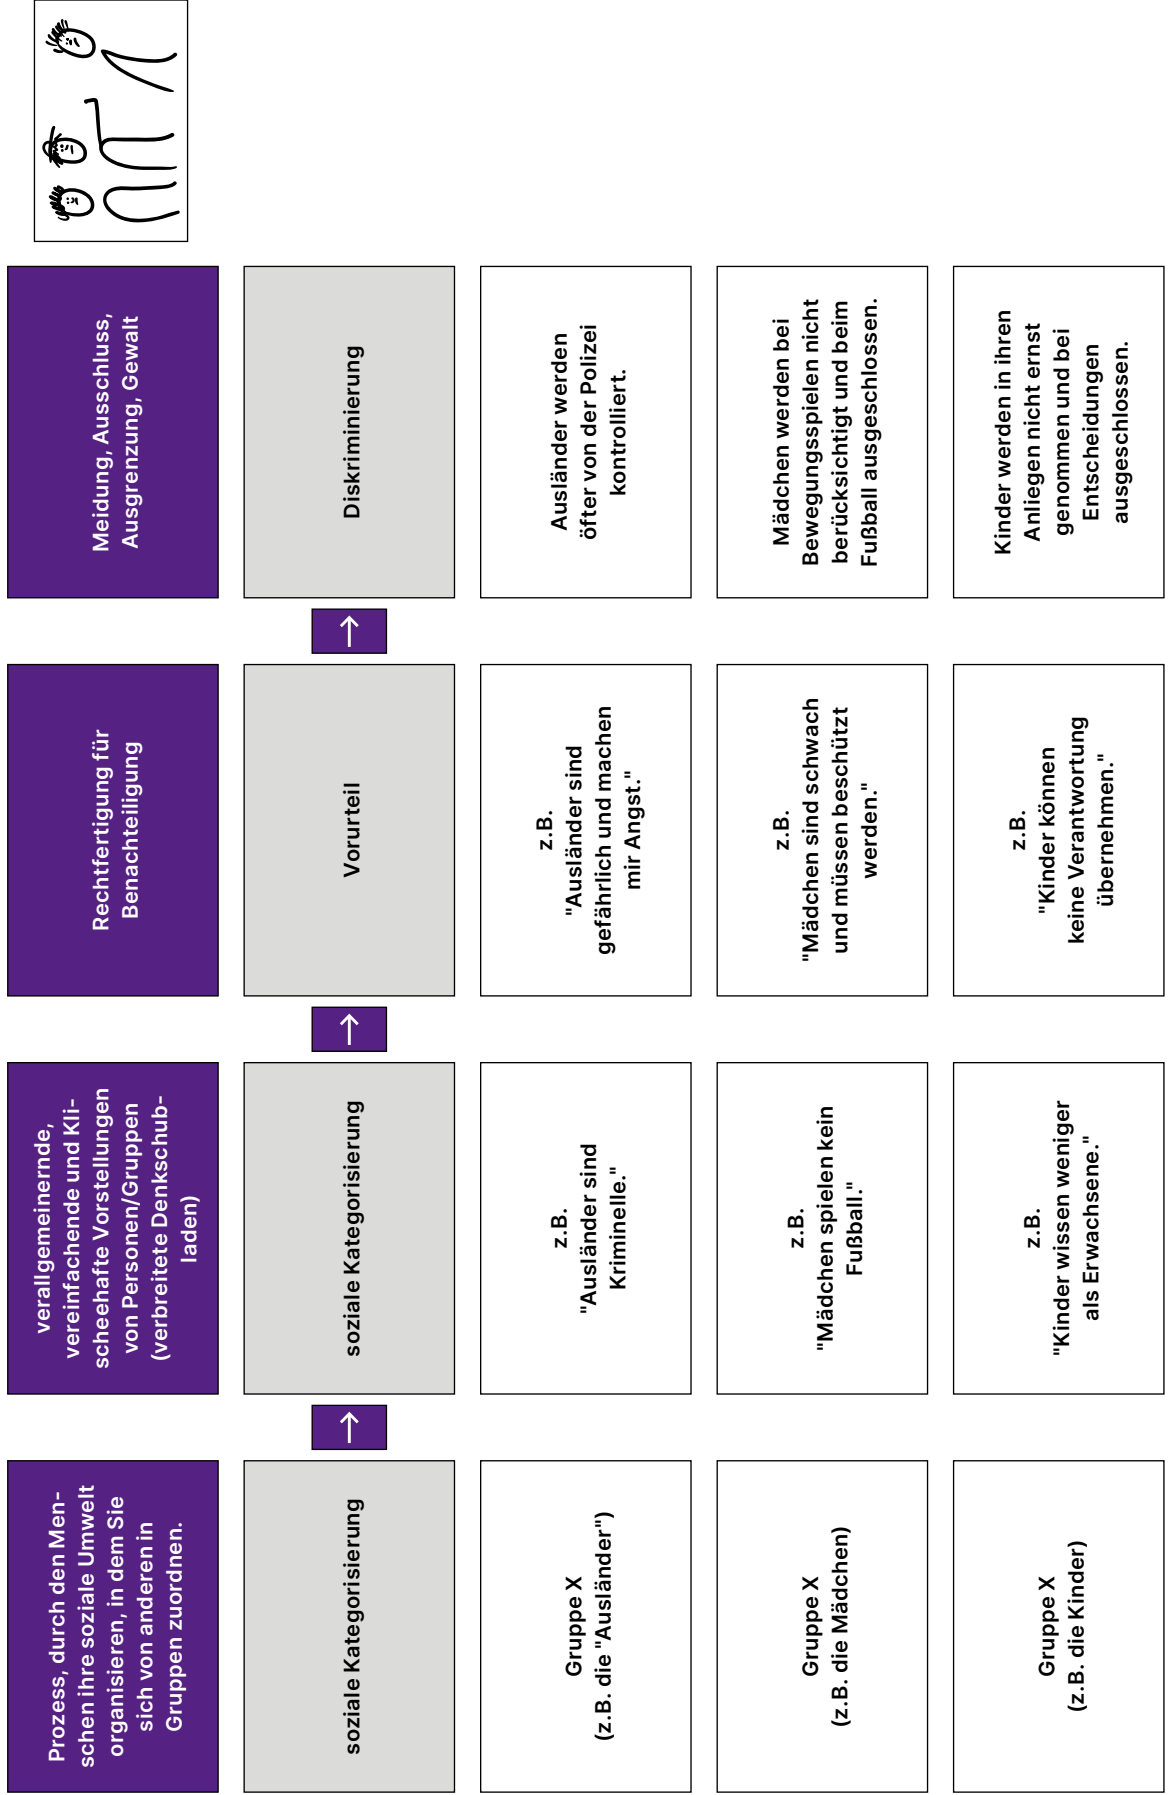 Prozess, durch den Men-
schen ihre soziale Umwelt
organisieren, in dem Sie
sich von anderen in
Gruppen zuordnen.
verallgemeinernde,
vereinfachende und Kli-
scheehafte Vorstellungen
von Personen/Gruppen
(verbreitete Denkschub-
laden)
Rechtfertigung für
Benachteiligung
Meidung, Ausschluss,
Ausgrenzung, Gewalt
soziale Kategorisierung
→
soziale Kategorisierung
→
Vorurteil
→
Diskriminierung
Gruppe X
(z.B. die "Ausländer")
z.B.
"Ausländer sind
Kriminelle."
z.B.
"Ausländer sind
gefährlich und machen
mir Angst."
Ausländer werden
öfter von der Polizei
kontrolliert.
Gruppe X
(z.B. die Mädchen)
z.B.
"Mädchen spielen kein
Fußball."
z.B.
"Mädchen sind schwach
und müssen beschützt
werden."
Mädchen werden bei
Bewegungsspielen nicht
berücksichtigt und beim
Fußball ausgeschlossen.
Gruppe X
(z.B. die Kinder)
z.B.
"Kinder wissen weniger
als Erwachsene."
z.B.
"Kinder können
keine Verantwortung
übernehmen."
Kinder werden in ihren
Anliegen nicht ernst
genommen und bei
Entscheidungen
ausgeschlossen.